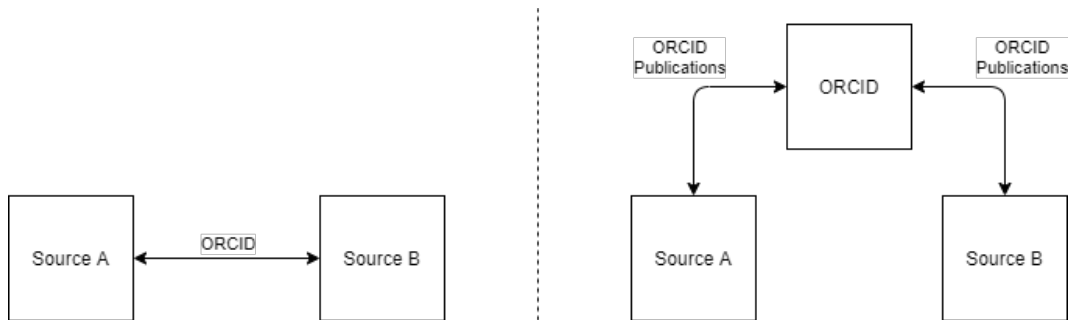 Source A
ORCID
Source B
ORCID
Publications
ORCID
ORCID
Publications
Source A
Source B